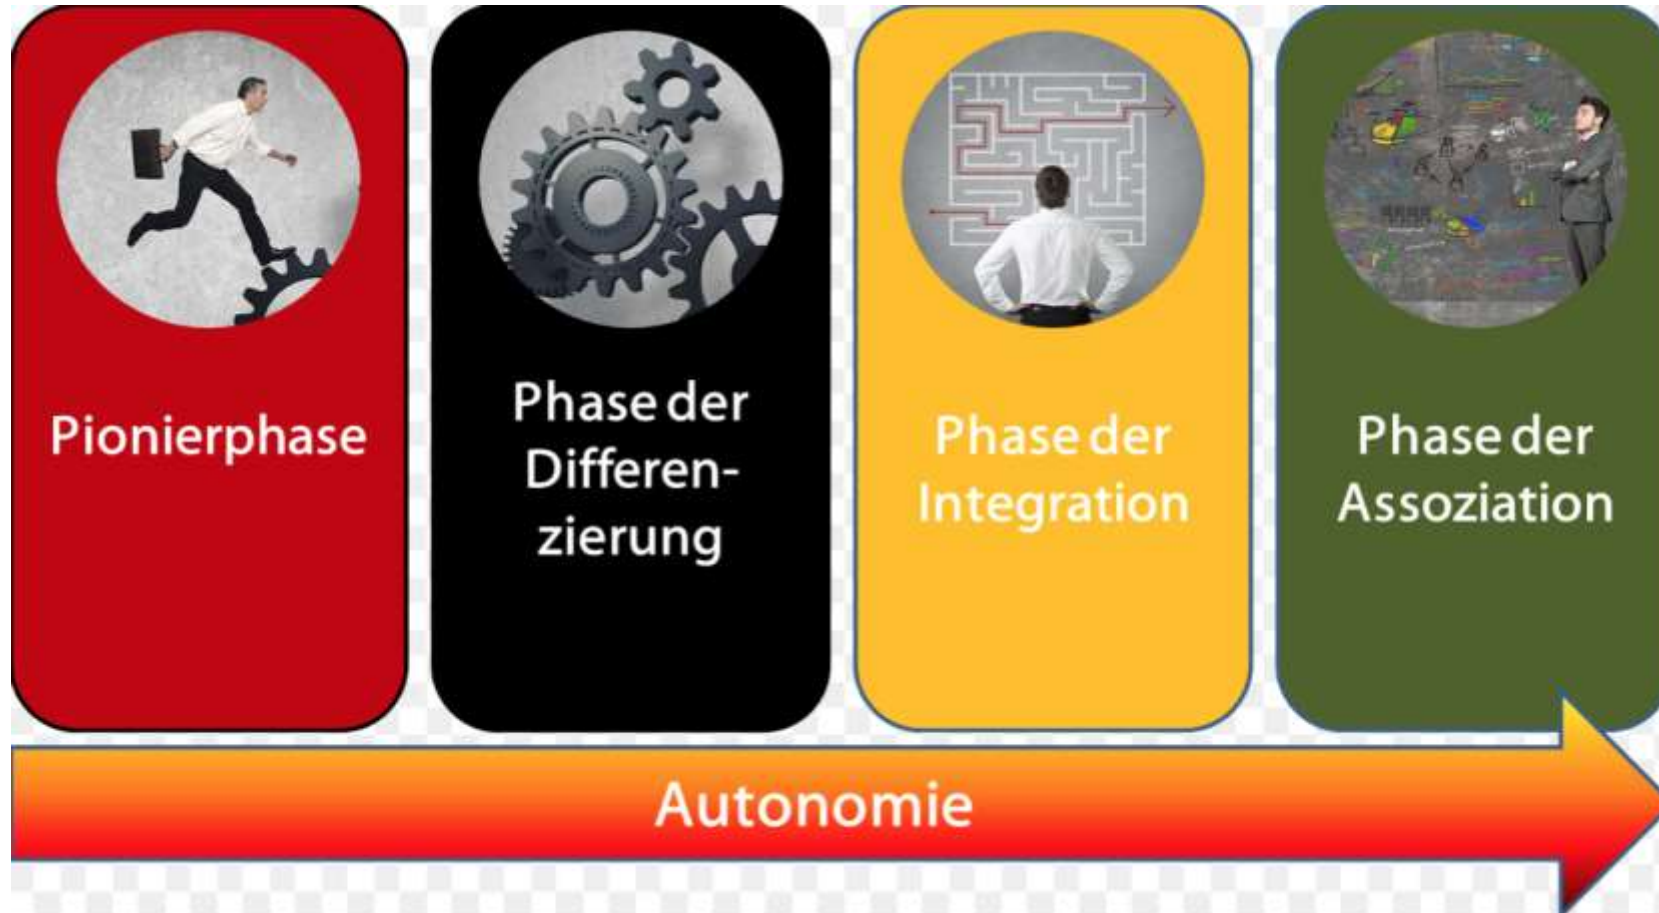 Pionierphase
Phase der
Differen-
zierung
Phase der
Integration
Phase der
Assoziation
Autonomie